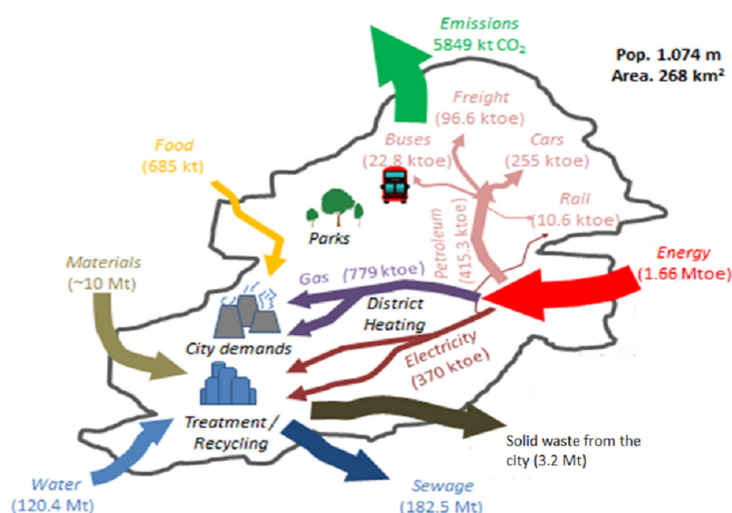 Emissions
5849 kt CO₂
Pop. 1.074 m
Area. 268 km²
Freight
(96.6 ktoe)
Buses
(22.8 ktoe)
Cars
(255 ktoe)
Food
(685 kt)
Rail
(10.6 ktoe)
Petroleum
(415.3 ktoe)
Parks
Energy
(1.66 Mtoe)
Materials
(~10 Mt)
Gas (779 ktoe)
District
Heating
City demands
Electricity
(370 ktoe)
Treatment /
Recycling
Solid waste from the
city (3.2 Mt)
Water
(120.4 Mt)
Sewage
(182.5 Mt)